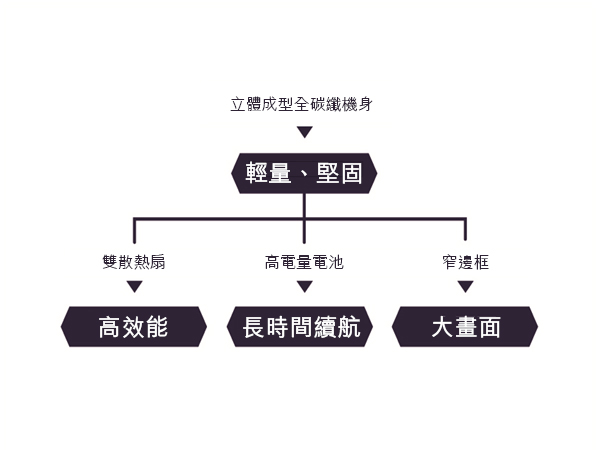 立體成型全碳纖機身
輕量、堅固
雙散熱扇
高電量電池
窄邊框
高效能
長時間續航
大畫面